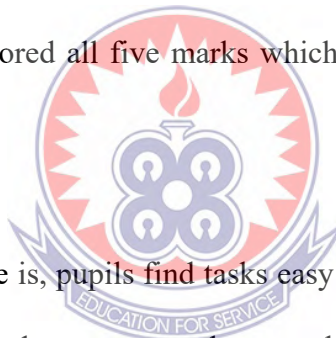 ored all five marks which
e is, pupils find tasks easy
EDUCATION FOR SERVICE